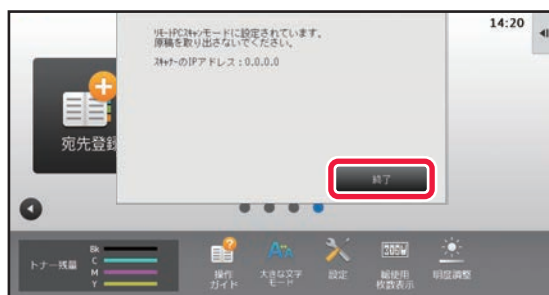 14:20
ﾘﾓｰﾄPCｽｷｬﾝモードに設定されています。
原稿を取り出さないでください。
ｽｷｬﾅｰのIPアドレス：0.0.0.0
宛先登録
終了
トナー残量
Bk
C
M
Y
操作
ガイド
大きな文字
モード
設定
総使用
枚数表示
明度調整